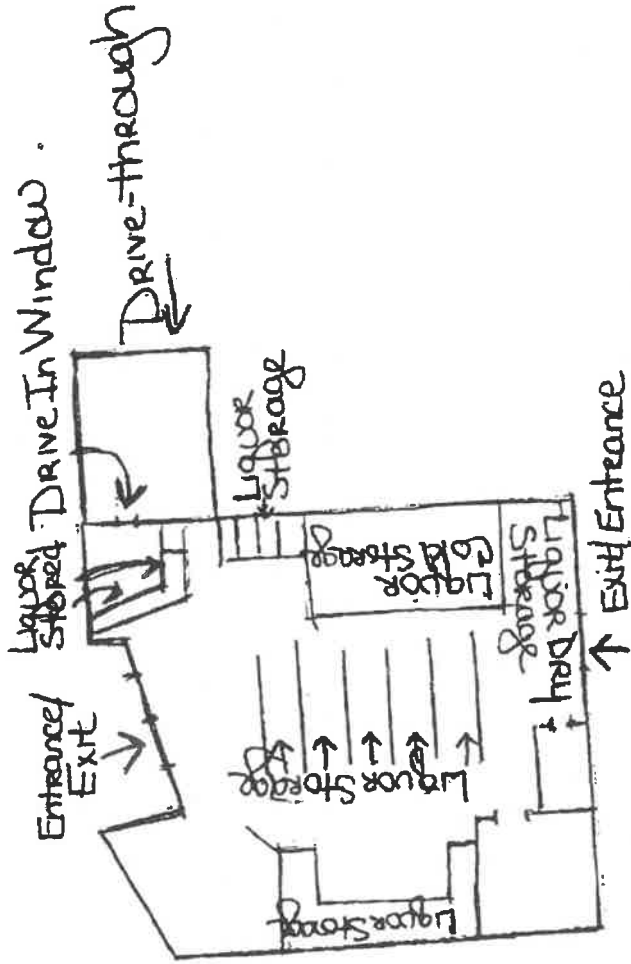 Liquor
Stored
Drive In Window.
Drive-through
Entrance/
Exit
Liquor
Storage
Liquor
Cold Storage
Liquor Storage
Liquor Storage
Liquor Dry
Storage
Exit/Entrance